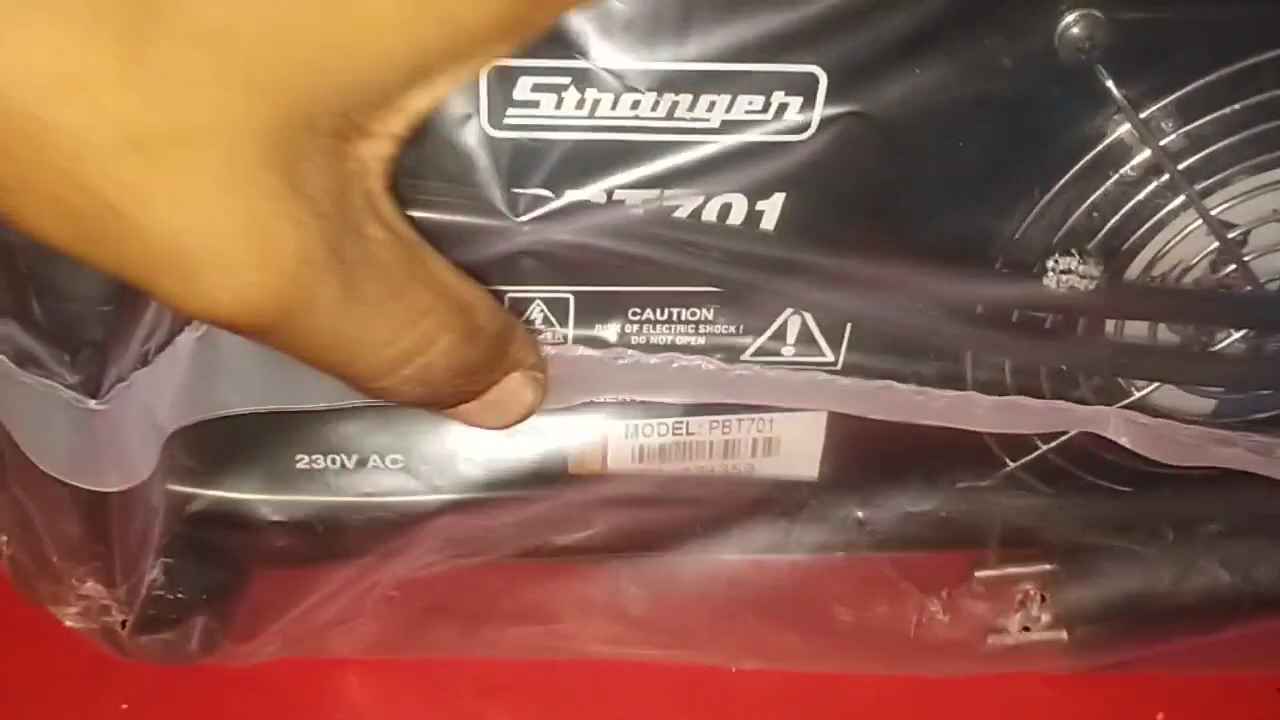 Stranger
PBT701
CAUTION
RISK OF ELECTRIC SHOCK !
DO NOT OPEN
MODEL: PBT701
230V AC